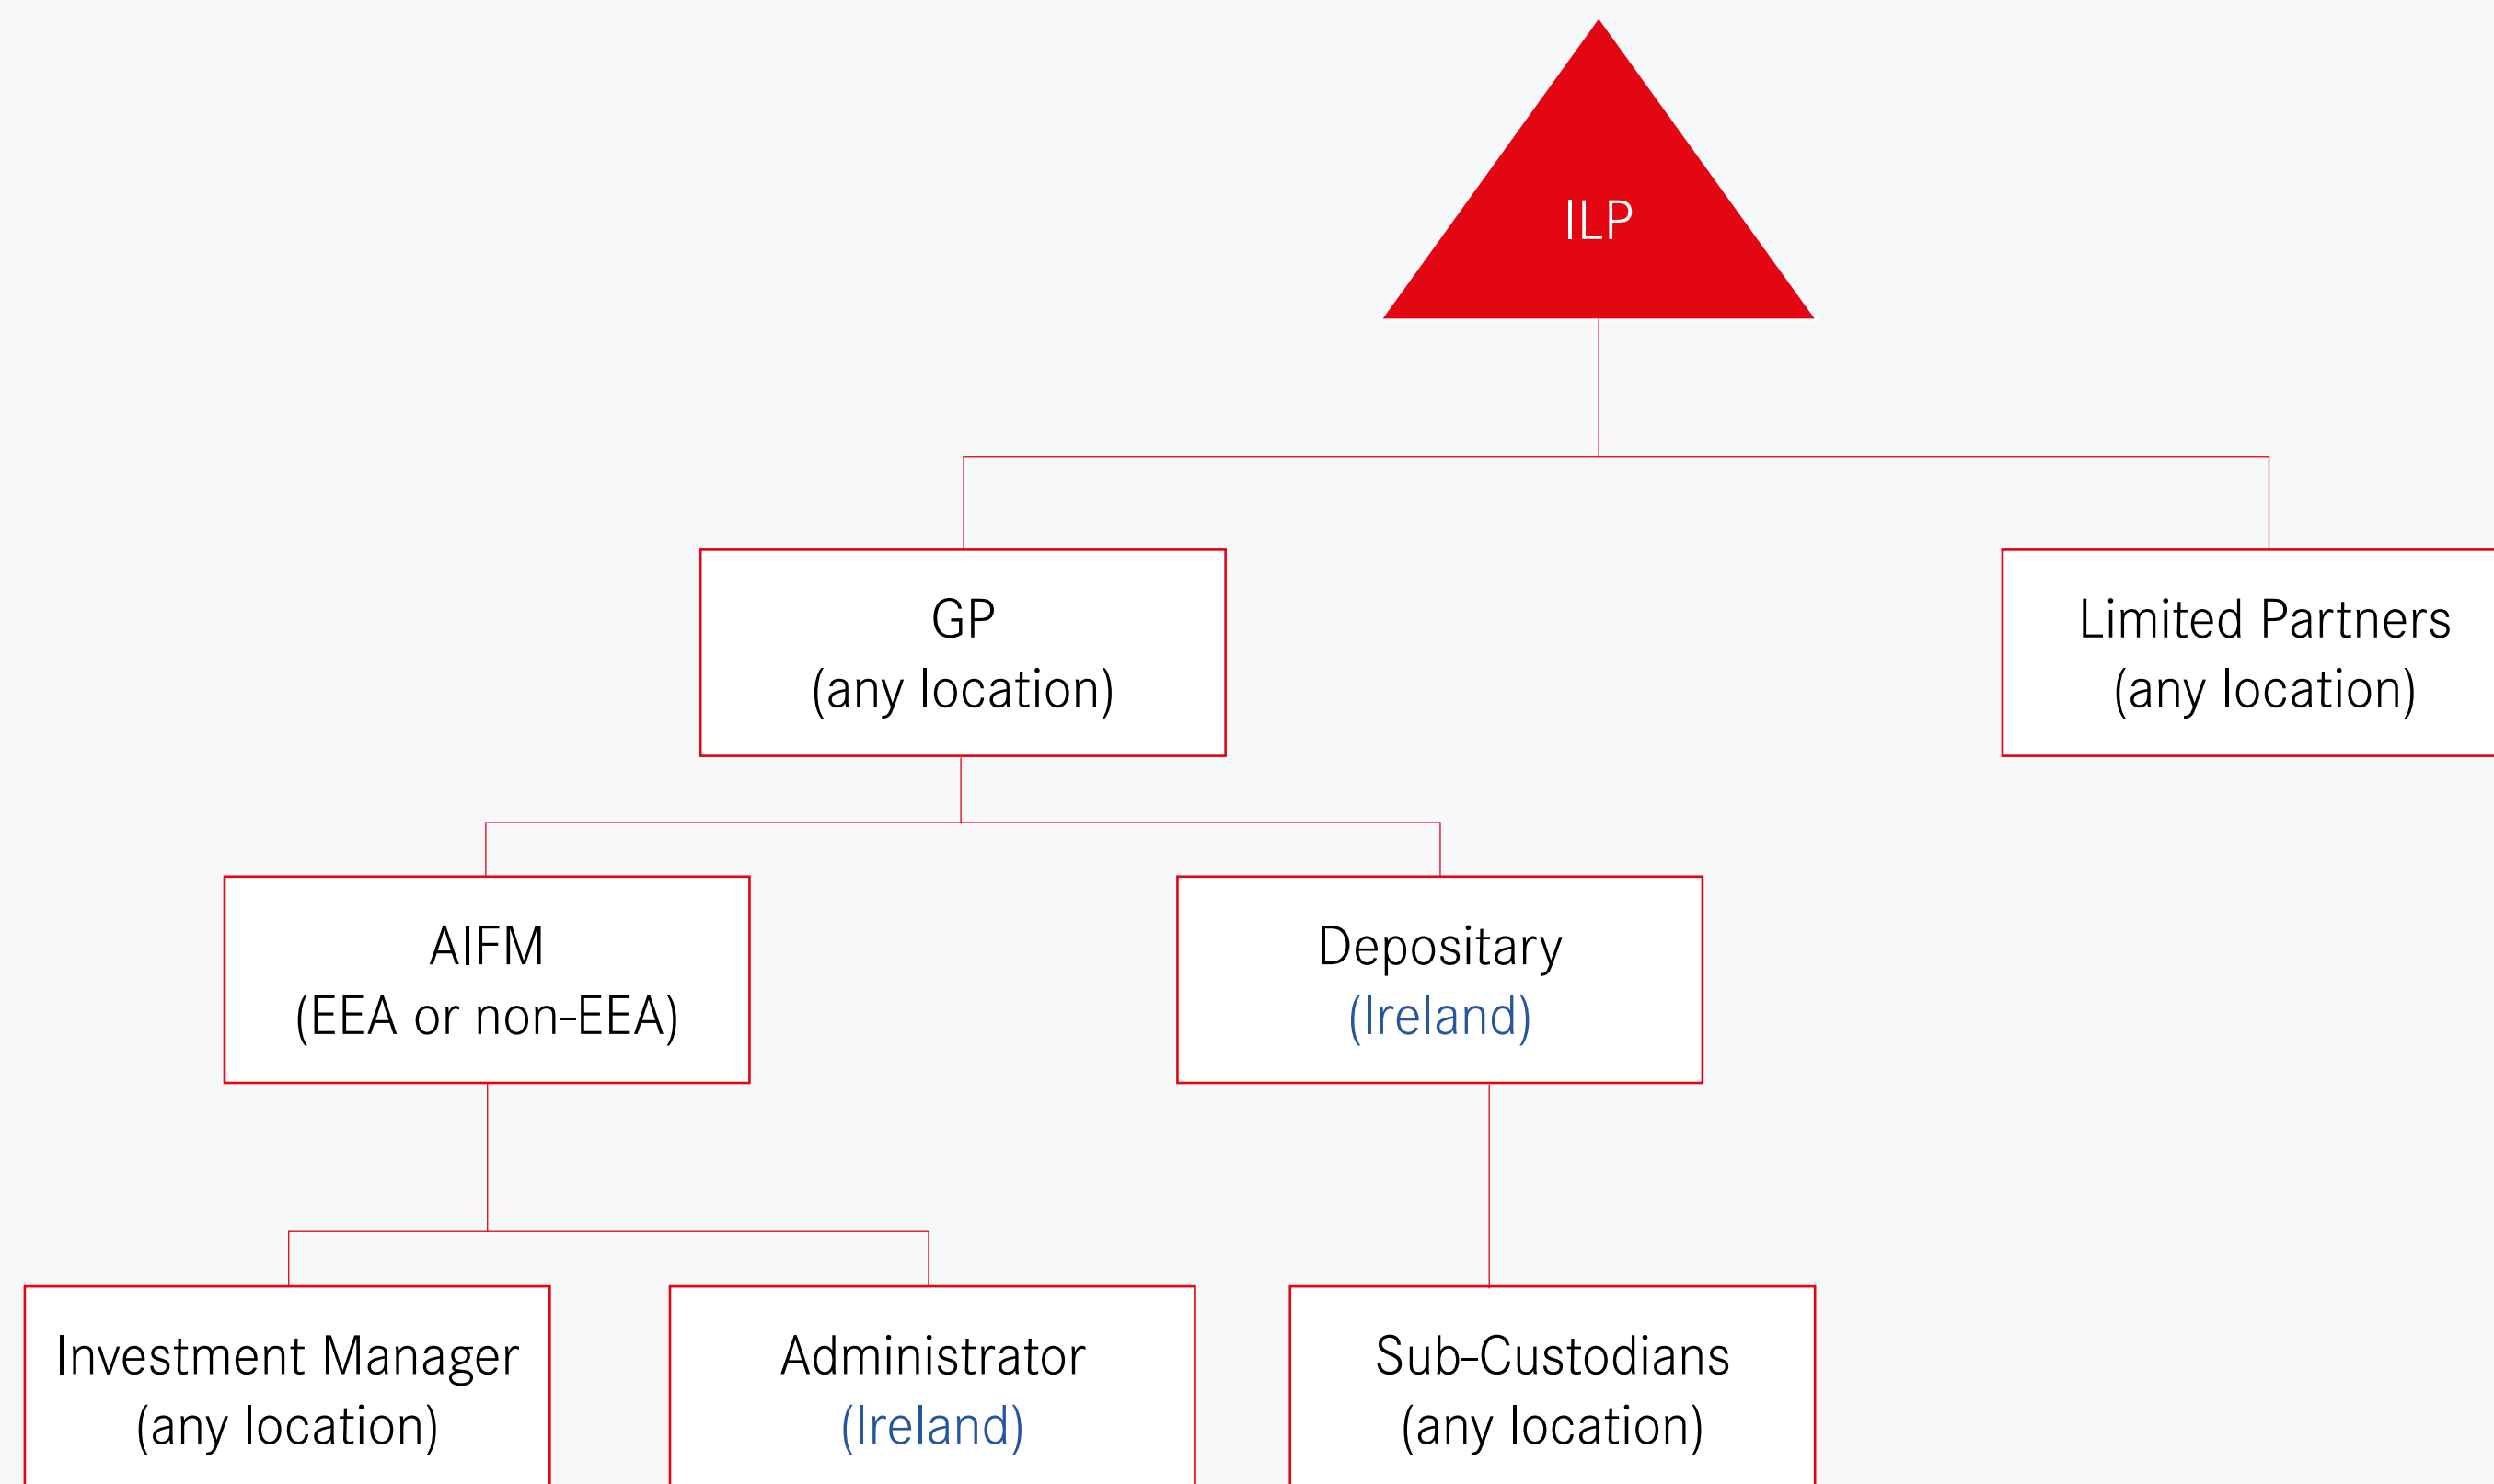 ILP
GP
(any location)
Limited Partners
(any location)
AIFM
(EEA or non-EEA)
Depositary
(Ireland)
Investment Manager
(any location)
Administrator
(Ireland)
Sub-Custodians
(any location)